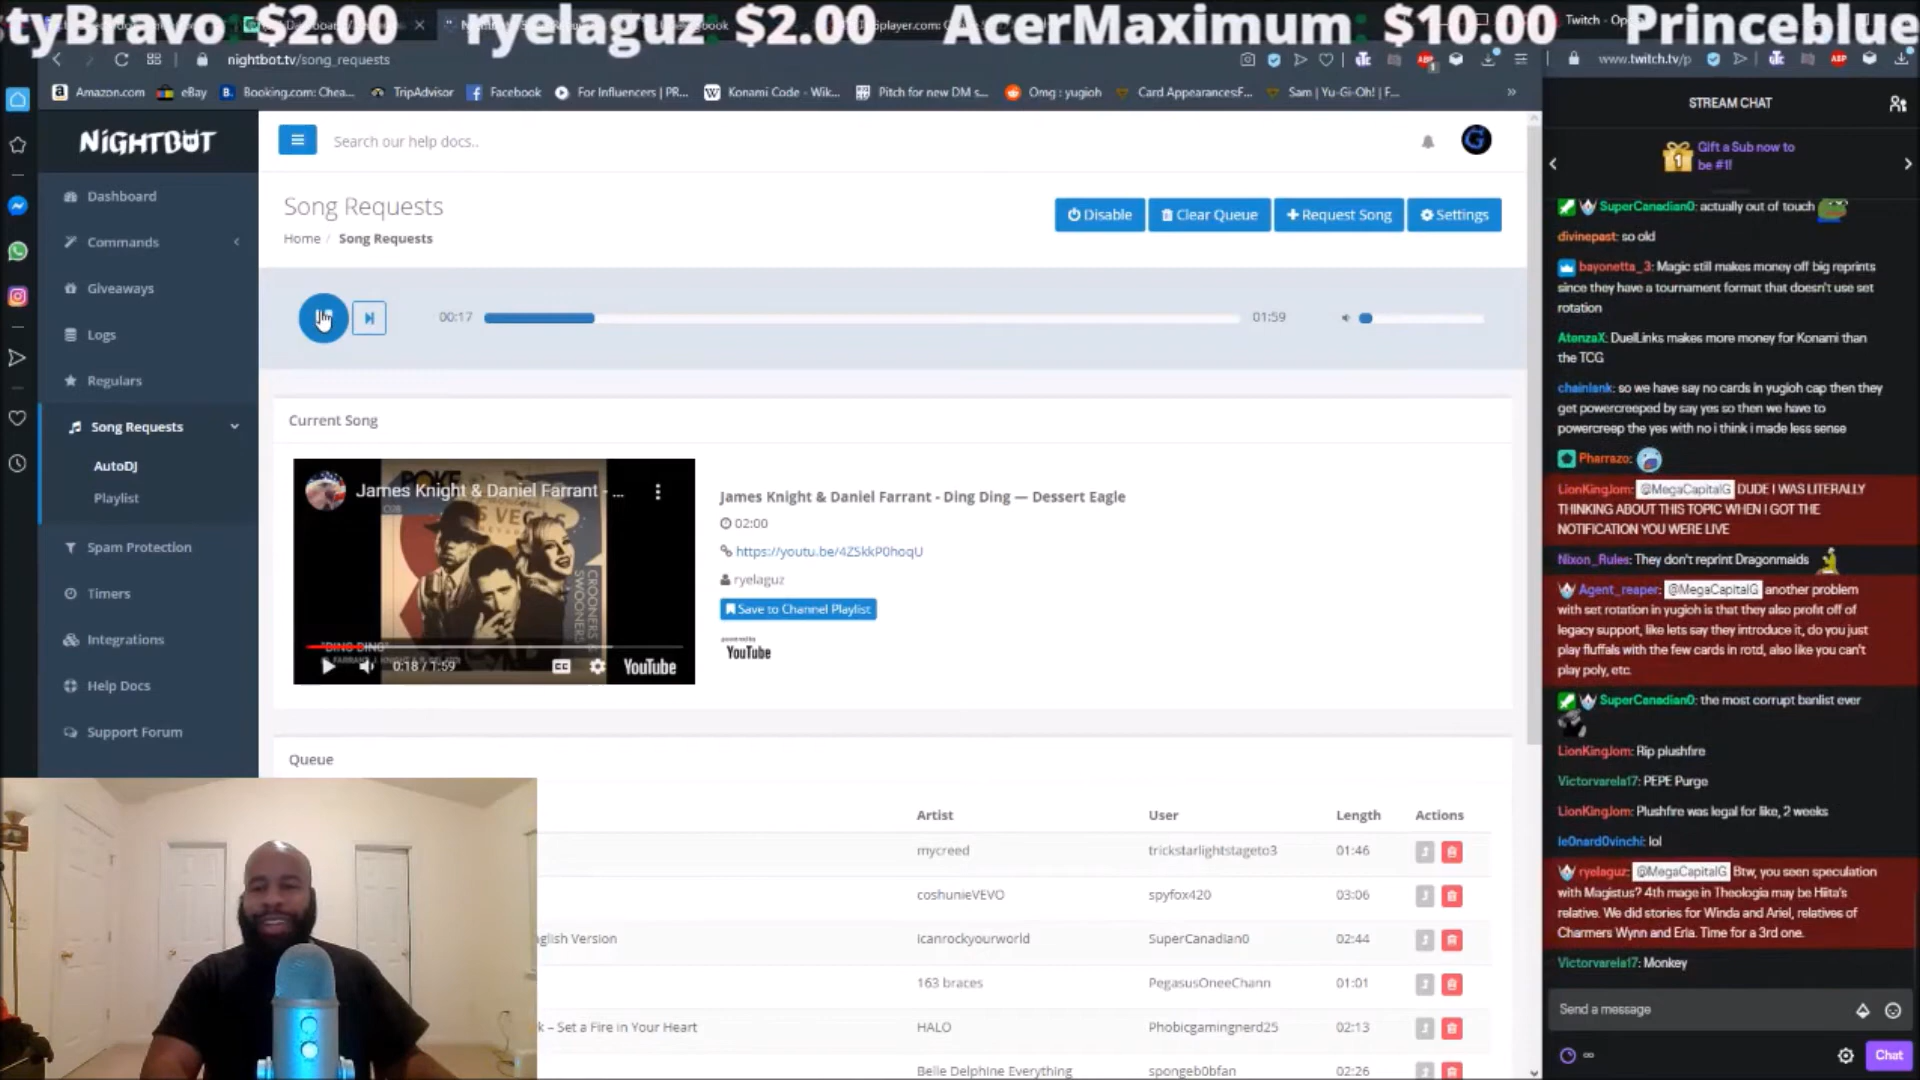 tyBravo: $2.00 ryelaguz: $2.00 AcerMaximum: $10.00 Princeblue
Twitch - Op
nightbot.tv/song_requests
www.twitch.tv/p
Amazon.com
eBay
Booking.com: Chea...
TripAdvisor
Facebook
For Influencers | PR...
Konami Code - Wik...
Pitch for new DM s...
Omg : yugioh
Card AppearancesF...
Sam | Yu-Gi-Oh! | F...
NiGHTBOT
Search our help docs..
Dashboard
Commands
Giveaways
Logs
Regulars
Song Requests
AutoDJ
Playlist
Spam Protection
Timers
Integrations
Help Docs
Support Forum
Song Requests
Home / Song Requests
Disable
Clear Queue
Request Song
Settings
00:17
01:59
Current Song
James Knight & Daniel Farrant - ...
CROONERS
SWOONERS
"DING DING"
0:18 / 1:59
CC
YouTube
James Knight & Daniel Farrant - Ding Ding — Dessert Eagle
02:00
https://youtu.be/4ZSkkP0hoqU
ryelaguz
Save to Channel Playlist
powered by
YouTube
Queue
Artist User Length Actions
mycreed trickstarlightstageto3 01:46
coshunieVEVO spyfox420 03:06
glish Version icanrockyourworld SuperCanadian0 02:44
163 braces PegasusOneeChann 01:01
k – Set a Fire in Your Heart HALO Phobicgamingnerd25 02:13
Belle Delphine Everything spongeb0bfan 02:26
STREAM CHAT
Gift a Sub now to
be #1!
SuperCanadian0: actually out of touch
divinepast: so old
bayonetta_3: Magic still makes money off big reprints
since they have a tournament format that doesn't use set
rotation
AtenzaX: DuelLinks makes more money for Konami than
the TCG
chainlank: so we have say no cards in yugioh cap then they
get powercreeped by say yes so then we have to
powercreep the yes with no i think i made less sense
Pharrazo:
LionKingJom: @MegaCapitalG DUDE I WAS LITERALLY
THINKING ABOUT THIS TOPIC WHEN I GOT THE
NOTIFICATION YOU WERE LIVE
Nixon_Rules: They don't reprint Dragonmaids
Agent_reaper: @MegaCapitalG another problem
with set rotation in yugioh is that they also profit off of
legacy support, like lets say they introduce it, do you just
play fluffals with the few cards in rotd, also like you can't
play poly, etc.
SuperCanadian0: the most corrupt banlist ever
LionKingJom: Rip plushfire
Victorvarela17: PEPE Purge
LionKingJom: Plushfire was legal for like, 2 weeks
le0nard0vinchi: lol
ryelaguz: @MegaCapitalG Btw, you seen speculation
with Magistus? 4th mage in Theologia may be Hiita's
relative. We did stories for Winda and Ariel, relatives of
Charmers Wynn and Eria. Time for a 3rd one.
Victorvarela17: Monkey
Send a message
Chat